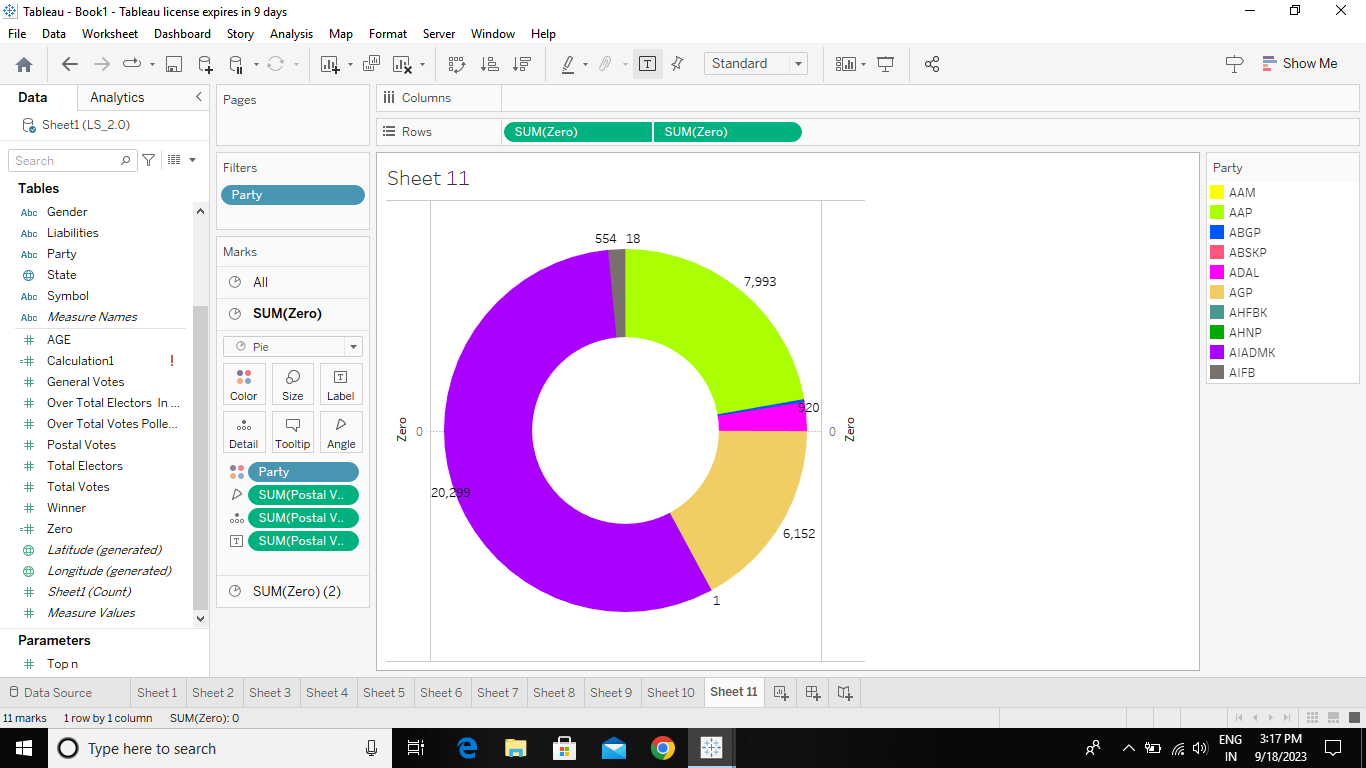 Tableau - Book1 - Tableau license expires in 9 days
File Data Worksheet Dashboard Story Analysis Map Format Server Window Help
Standard
Show Me
Data Analytics
Sheet1 (LS_2.0)
Search
Tables
Abc Gender
Abc Liabilities
Abc Party
State
Abc Symbol
Abc Measure Names
AGE
Calculation1 !
General Votes
Over Total Electors In ...
Over Total Votes Polle...
Postal Votes
Total Electors
Total Votes
Winner
Zero
Latitude (generated)
Longitude (generated)
Sheet1 (Count)
Measure Values
Parameters
Top n
Pages
Filters
Party
Marks
All
SUM(Zero)
Pie
Color Size Label
Detail Tooltip Angle
Party
SUM(Postal V..
SUM(Postal V..
SUM(Postal V..
SUM(Zero) (2)
Columns
Rows SUM(Zero) SUM(Zero)
Sheet 11
554 18
7,993
920
Zero 0
0 Zero
20,299
6,152
1
Party
AAM
AAP
ABGP
ABSKP
ADAL
AGP
AHFBK
AHNP
AIADMK
AIFB
Data Source Sheet 1 Sheet 2 Sheet 3 Sheet 4 Sheet 5 Sheet 6 Sheet 7 Sheet 8 Sheet 9 Sheet 10 Sheet 11
11 marks 1 row by 1 column SUM(Zero): 0
Type here to search
ENG
IN
3:17 PM
9/18/2023